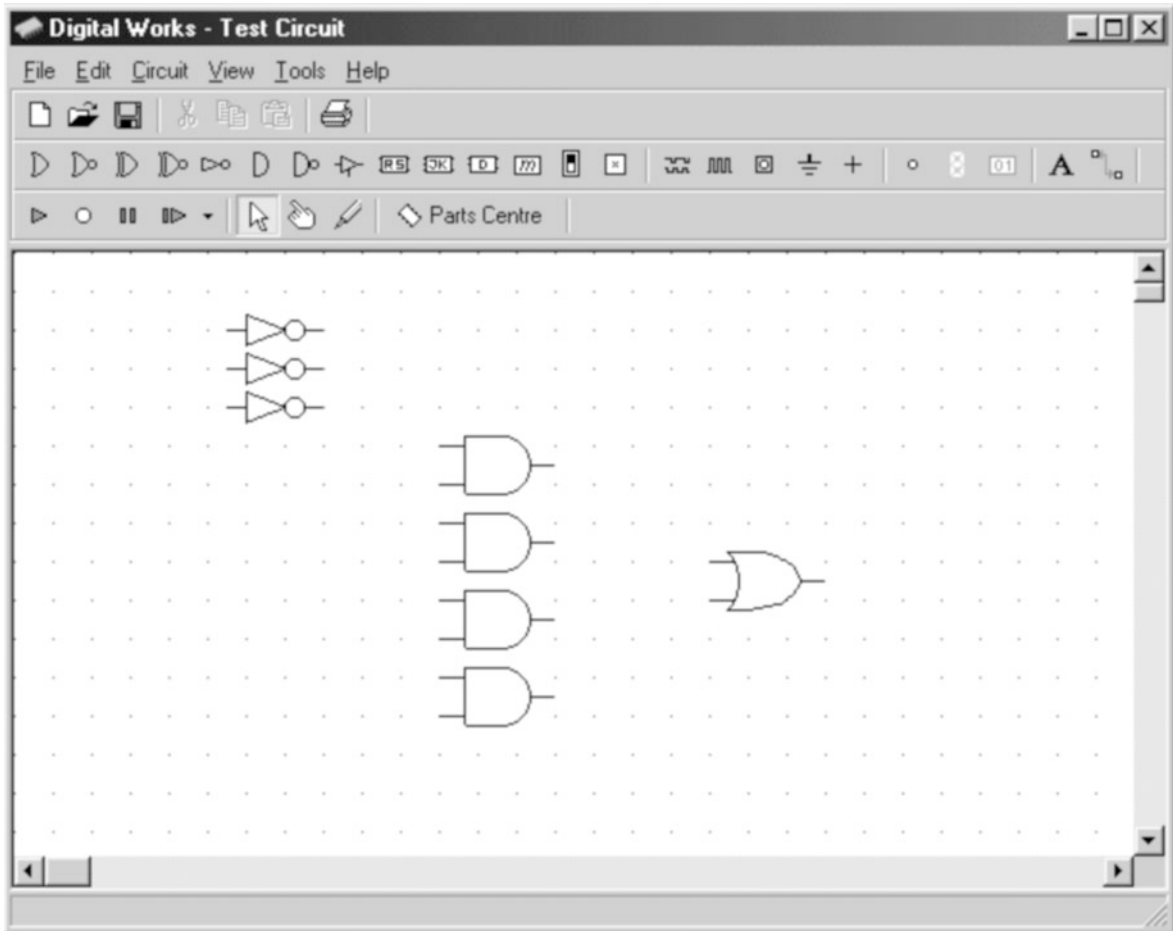 Digital Works - Test Circuit
File Edit Circuit View Tools Help
RS JK D m 01 A
Parts Centre